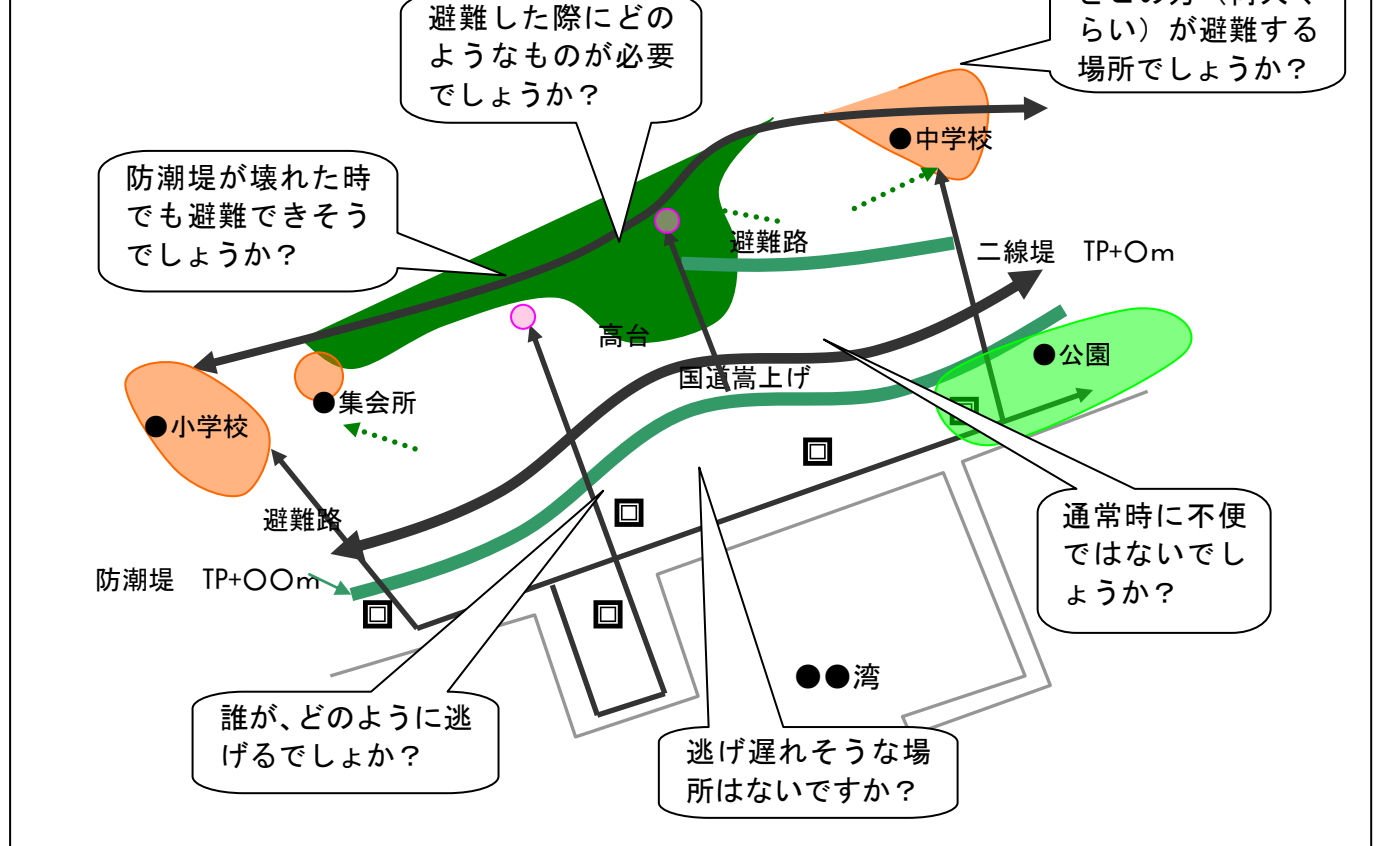 避難した際にどの
ようなものが必要
でしょうか？
らい）が避難する
場所でしょうか？
防潮堤が壊れた時
でも避難できそう
でしょうか？
●中学校
避難路
二線堤　TP+〇m
高台
国道嵩上げ
●公園
●集会所
●小学校
避難路
防潮堤　TP+〇〇m
通常時に不便
ではないでし
ょうか？
●●湾
誰が、どのように逃
げるでしょか？
逃げ遅れそうな場
所はないですか？